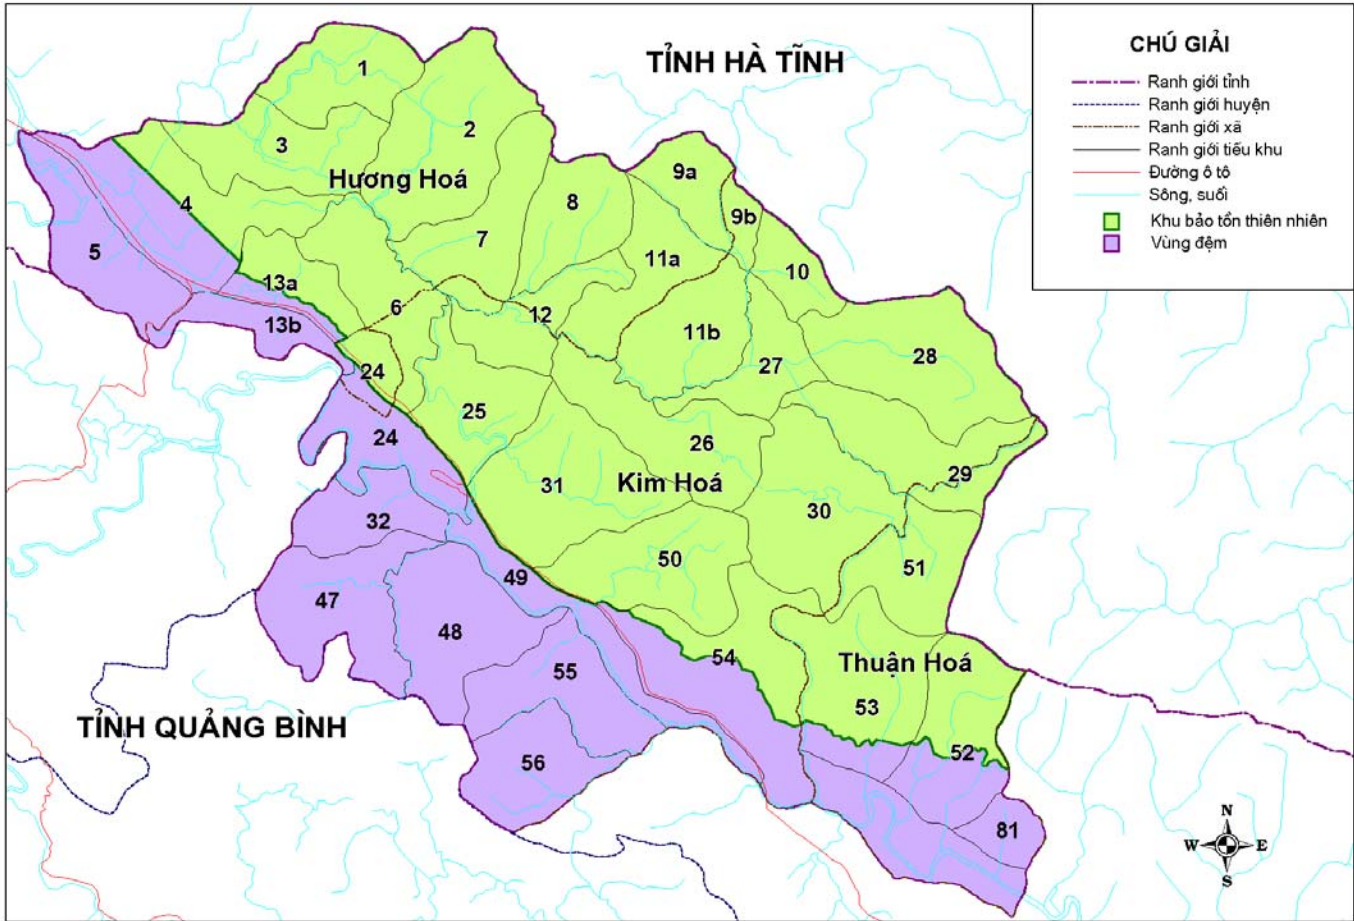 TỈNH HÀ TĨNH
CHÚ GIẢI
Ranh giới tỉnh
Ranh giới huyện
Ranh giới xã
Ranh giới tiểu khu
Đường ô tô
Sông, suối
Khu bảo tồn thiên nhiên
Vùng đệm
1
2
3
9a
Hương Hoá
8
9b
4
7
5
11a
10
13a
6
12
13b
11b
28
27
24
25
24
26
29
31
Kim Hoá
30
32
50
51
49
47
48
54
Thuận Hoá
55
53
TỈNH QUẢNG BÌNH
52
56
81
N
W
E
S